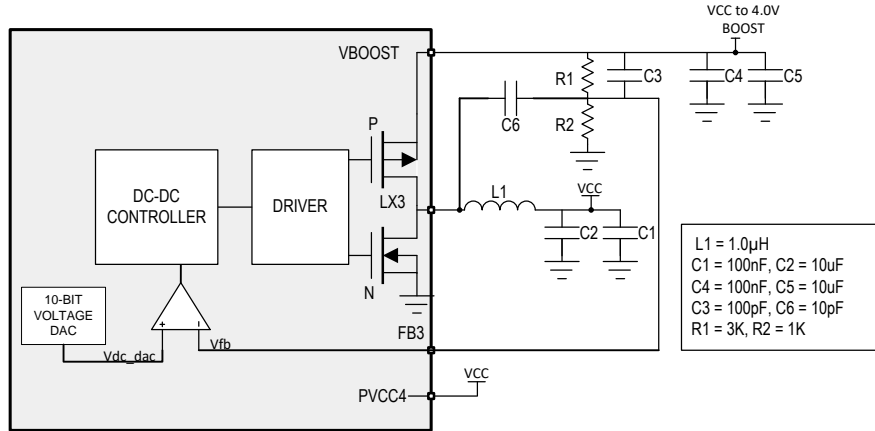 VCC to 4.0V
BOOST
VBOOST
R1
C3
C4
C5
C6
R2
P
DC-DC
CONTROLLER
DRIVER
LX3
L1
VCC
C2
C1
N
10-BIT
VOLTAGE
DAC
+
-
FB3
Vdc_dac
Vfb
PVCC4
VCC
L1 = 1.0µH
C1 = 100nF, C2 = 10uF
C4 = 100nF, C5 = 10uF
C3 = 100pF, C6 = 10pF
R1 = 3K, R2 = 1K